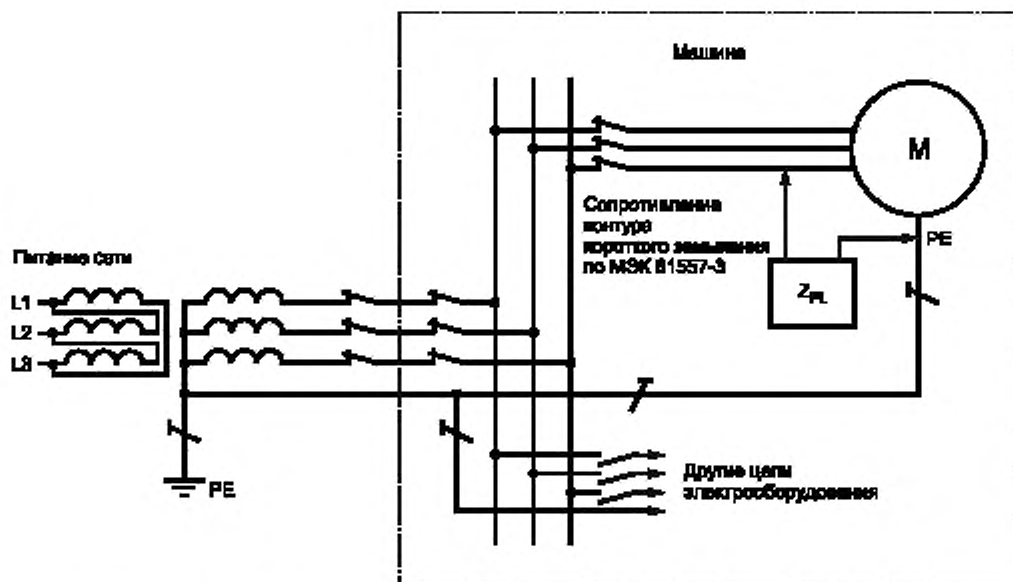 Машина
M
Сопротивление
контура
короткого замыкания
по МЭК 61557-3
PE
Z_PL
Питание сети
L1
L2
L3
PE
Другие цепи
электрооборудования